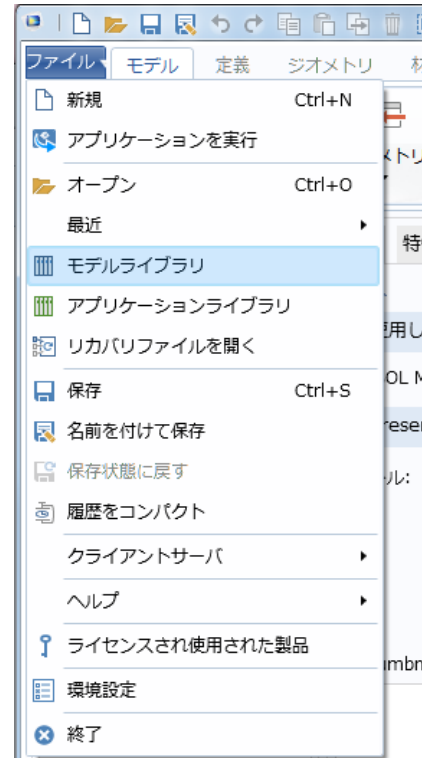 ファイル モデル 定義 ジオメトリ
新規 Ctrl+N
アプリケーションを実行
オープン Ctrl+O
最近
モデルライブラリ
アプリケーションライブラリ
リカバリファイルを開く
保存 Ctrl+S
名前を付けて保存
保存状態に戻す
履歴をコンパクト
クライアントサーバ
ヘルプ
ライセンスされ使用された製品
環境設定
終了